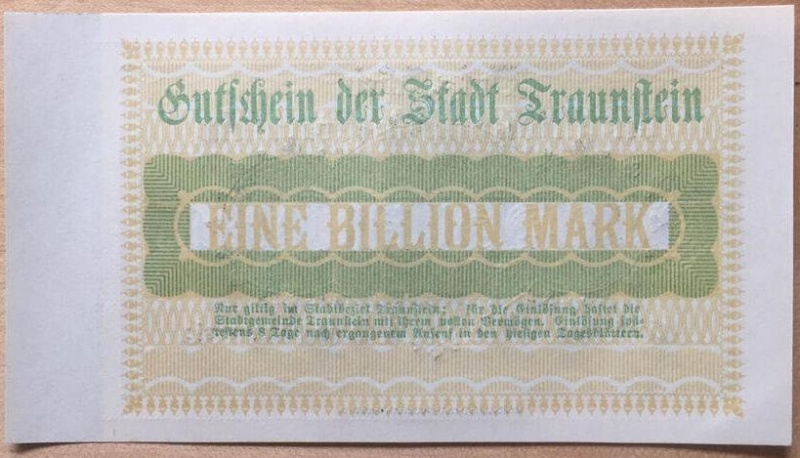 Gutschein der Stadt Traunstein
EINE BILLION MARK
Nur giltig im Stadtbezirk Traunstein; für die Einlösung haftet die
Stadtgemeinde Traunstein mit ihrem vollen Vermögen. Einlösung spä-
testens 8 Tage nach ergangenem Aufruf in den hiesigen Tagesblättern.